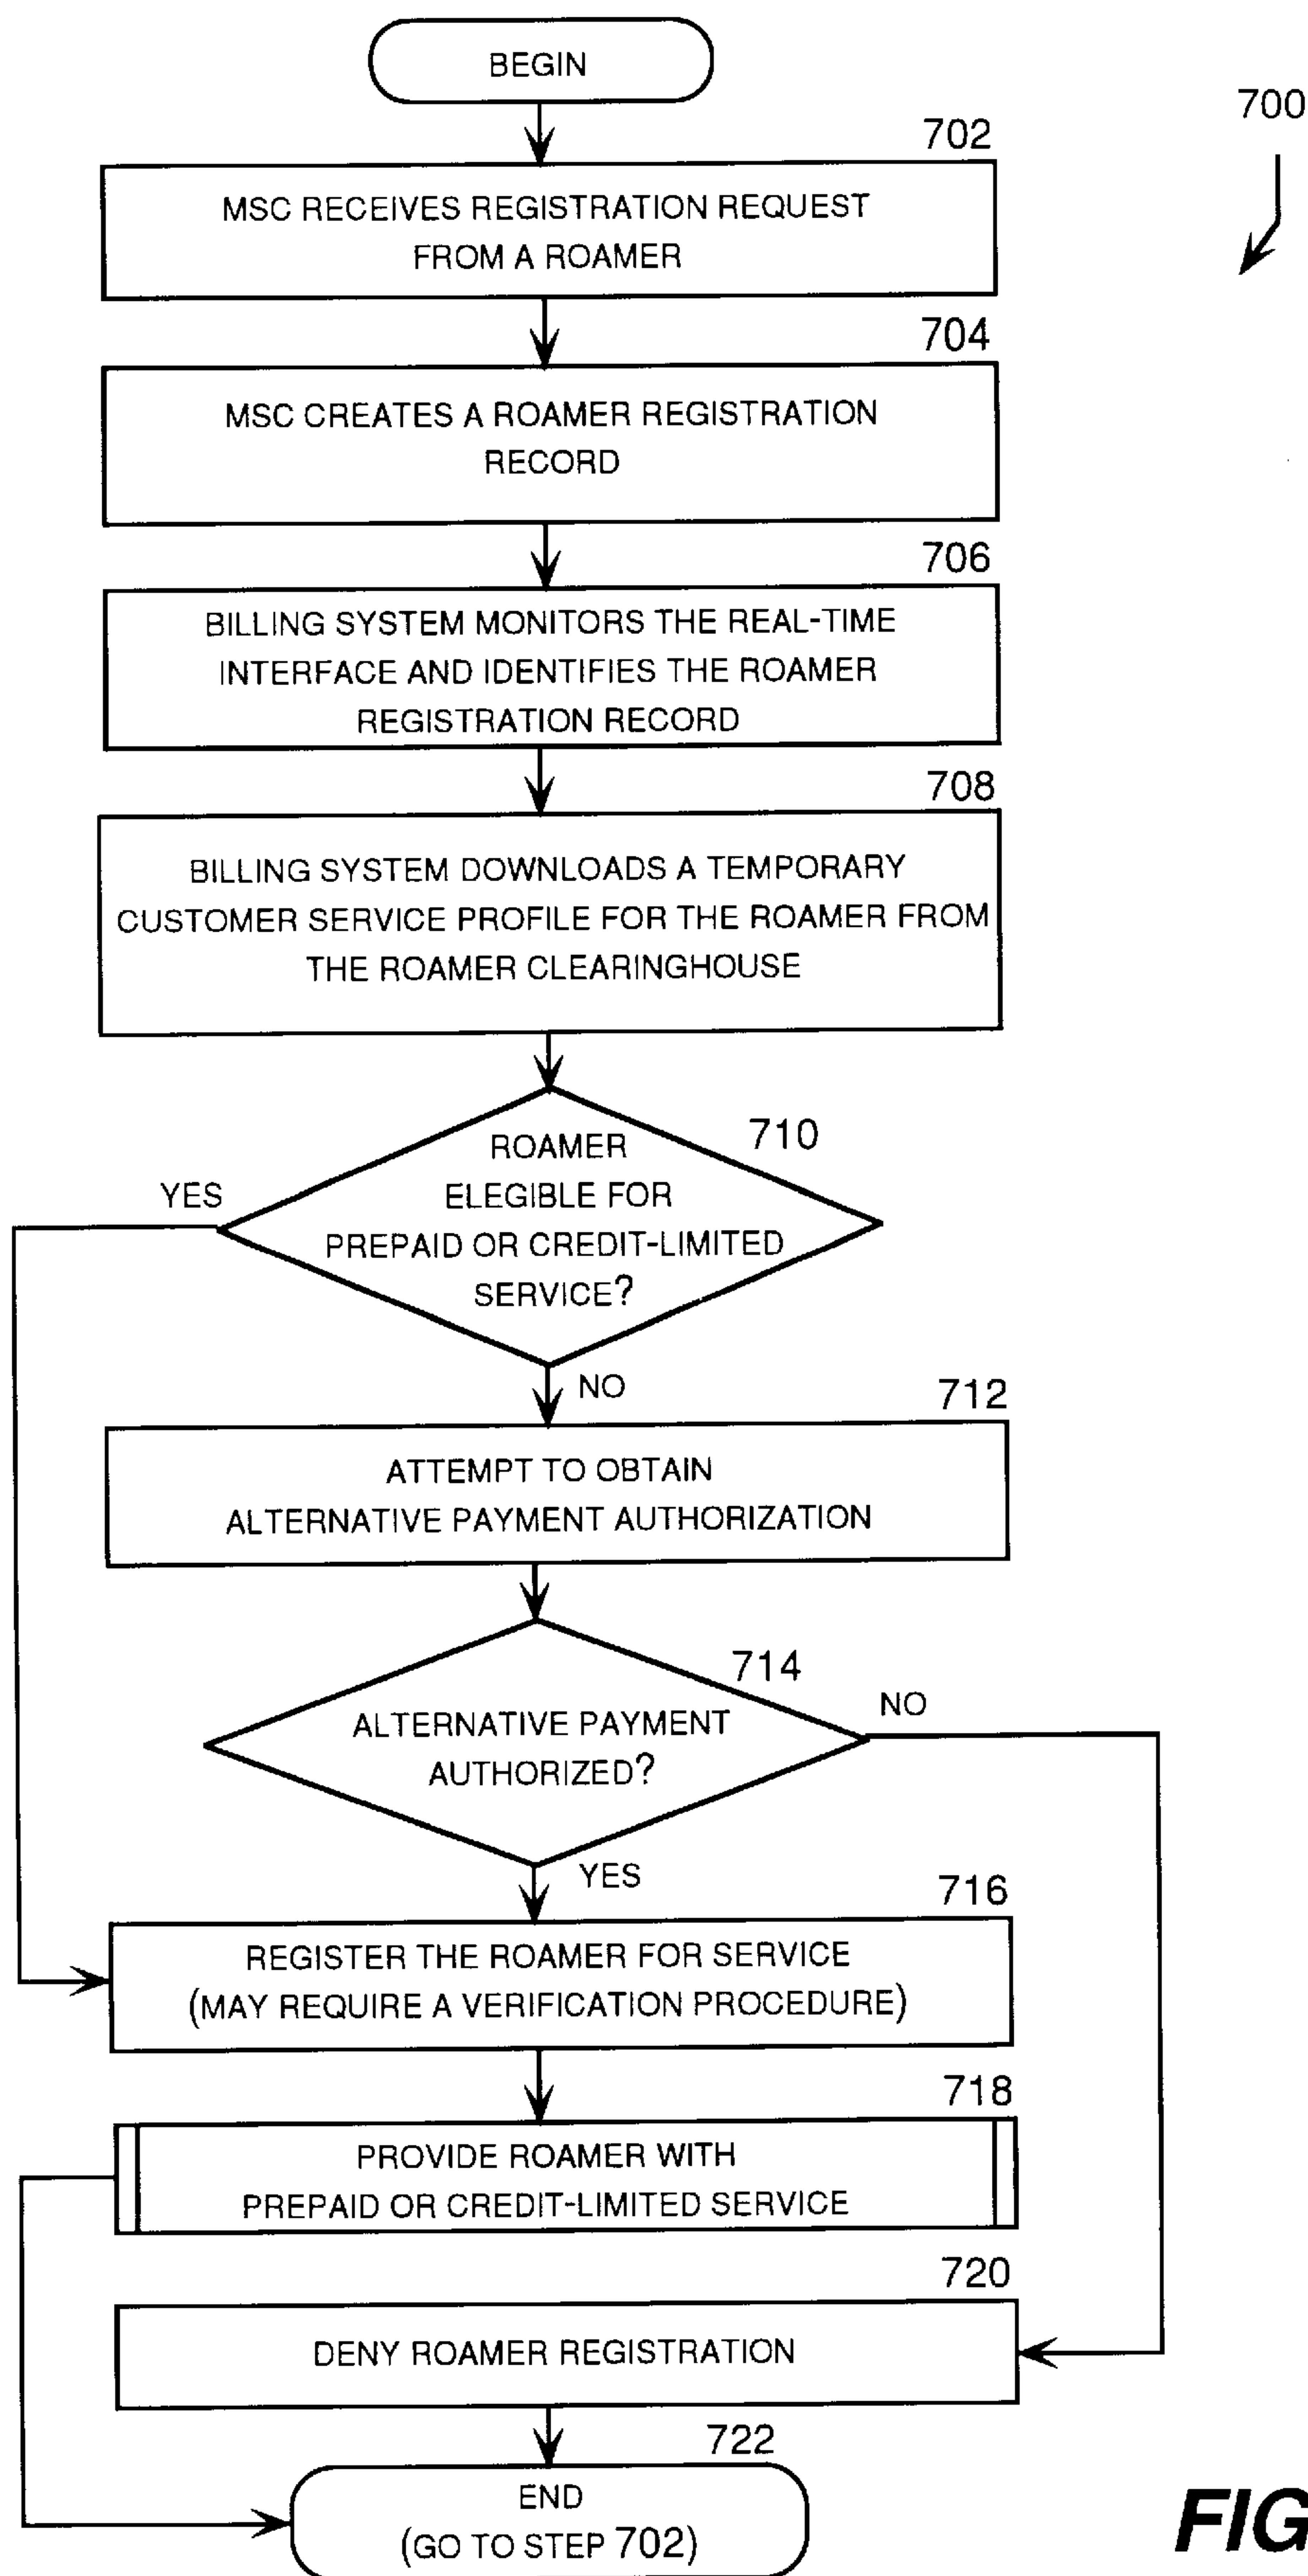 BEGIN
700
702
MSC RECEIVES REGISTRATION REQUEST
FROM A ROAMER
704
MSC CREATES A ROAMER REGISTRATION
RECORD
706
BILLING SYSTEM MONITORS THE REAL-TIME
INTERFACE AND IDENTIFIES THE ROAMER
REGISTRATION RECORD
708
BILLING SYSTEM DOWNLOADS A TEMPORARY
CUSTOMER SERVICE PROFILE FOR THE ROAMER FROM
THE ROAMER CLEARINGHOUSE
710
ROAMER
ELEGIBLE FOR
PREPAID OR CREDIT-LIMITED
SERVICE?
YES
NO
712
ATTEMPT TO OBTAIN
ALTERNATIVE PAYMENT AUTHORIZATION
714
ALTERNATIVE PAYMENT
AUTHORIZED?
NO
YES
716
REGISTER THE ROAMER FOR SERVICE
(MAY REQUIRE A VERIFICATION PROCEDURE)
718
PROVIDE ROAMER WITH
PREPAID OR CREDIT-LIMITED SERVICE
720
DENY ROAMER REGISTRATION
722
END
(GO TO STEP 702)
FIG